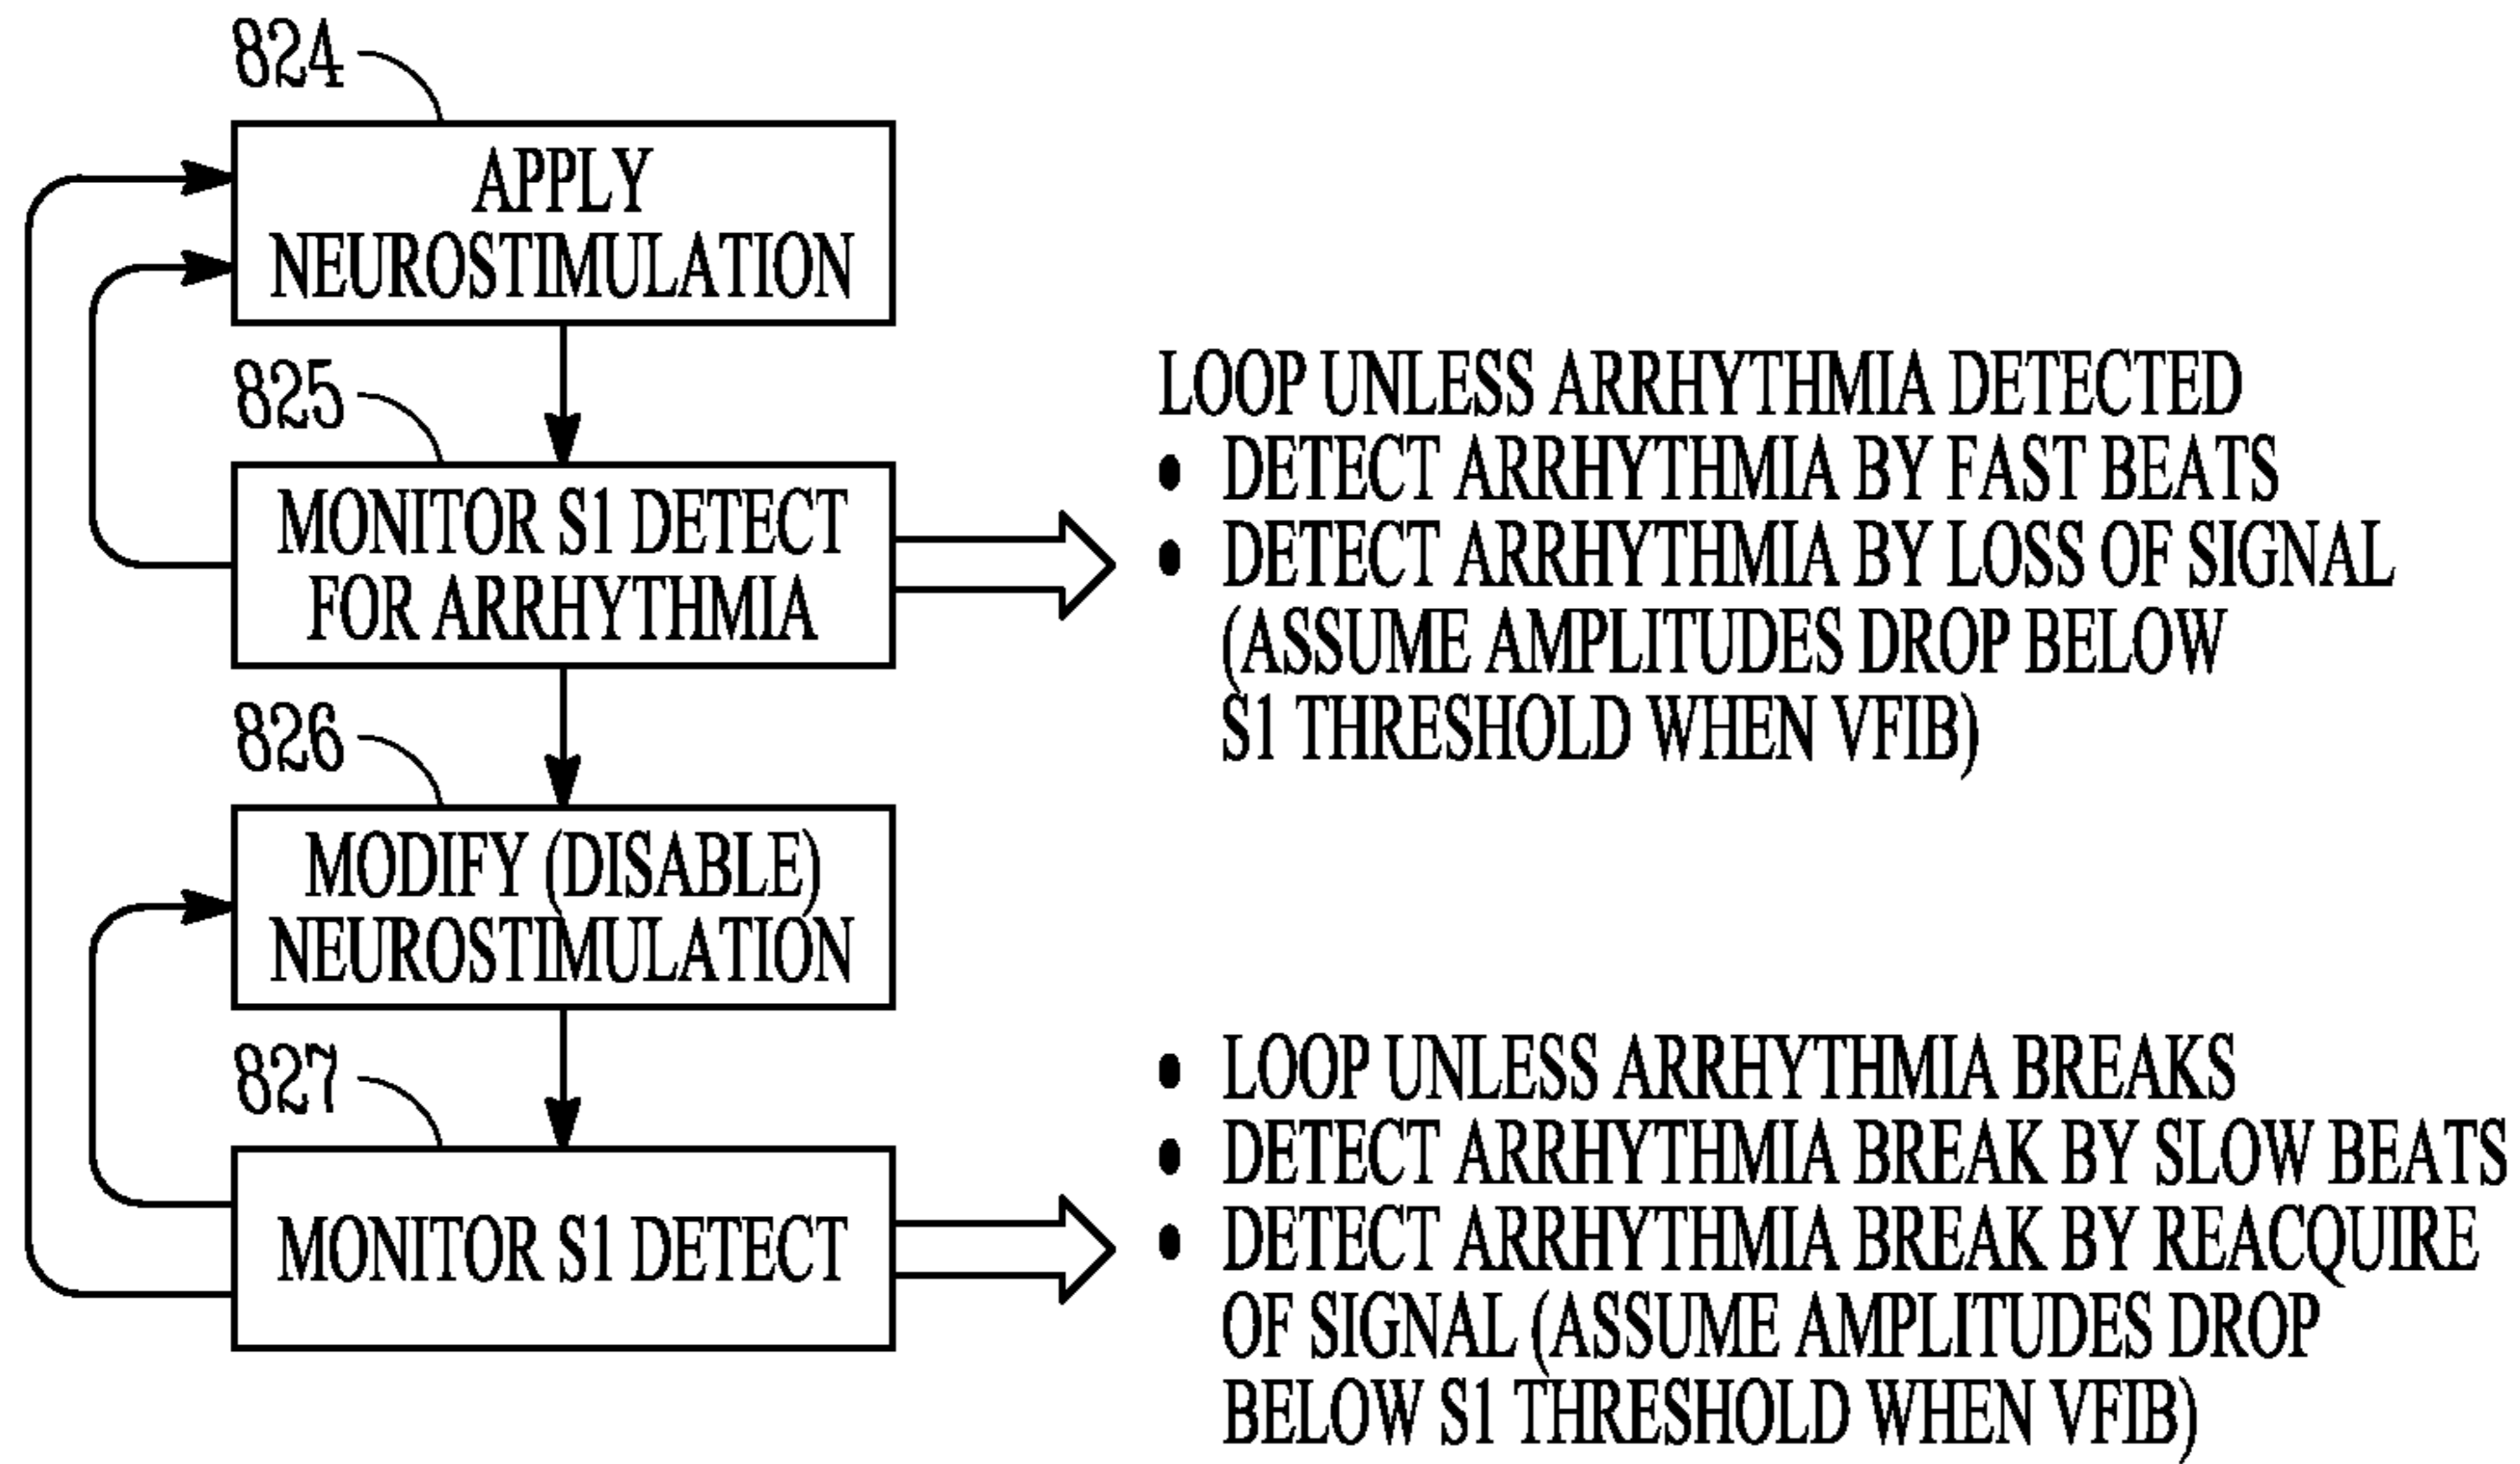 824
APPLY
NEUROSTIMULATION
825
MONITOR S1 DETECT
FOR ARRHYTHMIA
LOOP UNLESS ARRHYTHMIA DETECTED
• DETECT ARRHYTHMIA BY FAST BEATS
• DETECT ARRHYTHMIA BY LOSS OF SIGNAL
(ASSUME AMPLITUDES DROP BELOW
S1 THRESHOLD WHEN VFIB)
826
MODIFY (DISABLE)
NEUROSTIMULATION
827
MONITOR S1 DETECT
• LOOP UNLESS ARRHYTHMIA BREAKS
• DETECT ARRHYTHMIA BREAK BY SLOW BEATS
• DETECT ARRHYTHMIA BREAK BY REACQUIRE
OF SIGNAL (ASSUME AMPLITUDES DROP
BELOW S1 THRESHOLD WHEN VFIB)